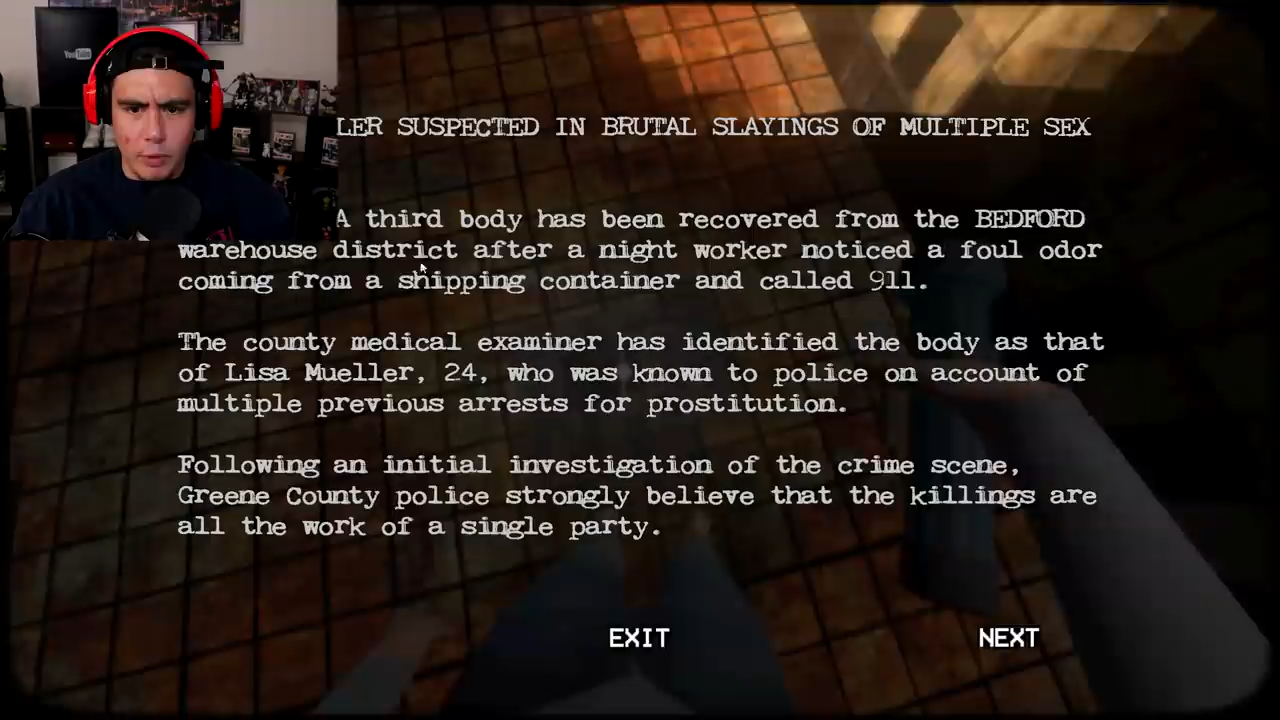 YouTube
LER SUSPECTED IN BRUTAL SLAYINGS OF MULTIPLE SEX
A third body has been recovered from the BEDFORD
warehouse district after a night worker noticed a foul odor
coming from a shipping container and called 911.
The county medical examiner has identified the body as that
of Lisa Mueller, 24, who was known to police on account of
multiple previous arrests for prostitution.
Following an initial investigation of the crime scene,
Greene County police strongly believe that the killings are
all the work of a single party.
EXIT
NEXT